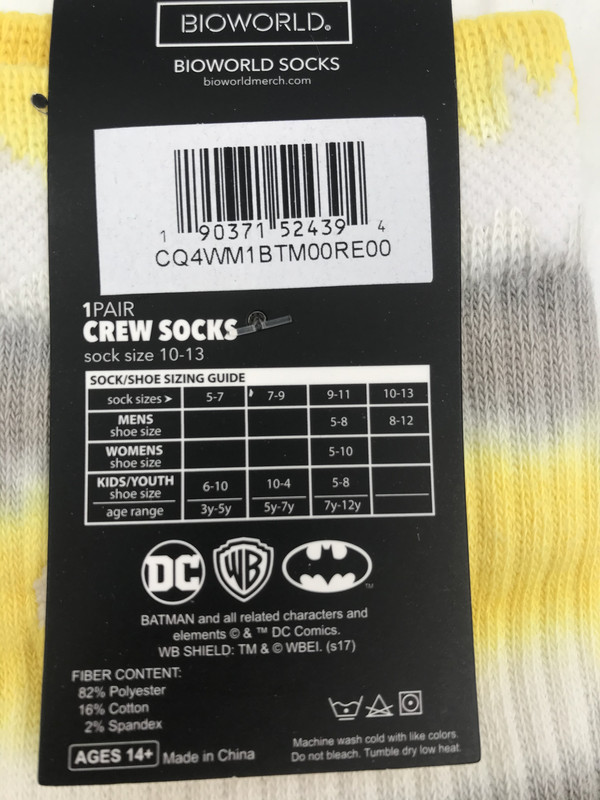 BIOWORLD®
BIOWORLD SOCKS
bioworldmerch.com
1 90371 52439 4
CQ4WM1BTM00RE00
1PAIR
CREW SOCKS
sock size 10-13
SOCK/SHOE SIZING GUIDE
sock sizes➤ 5-7 7-9 9-11 10-13
MENS
shoe size 5-8 8-12
WOMENS
shoe size 5-10
KIDS/YOUTH
shoe size 6-10 10-4 5-8
age range 3y-5y 5y-7y 7y-12y
DC WB TM
BATMAN and all related characters and
elements © & ™ DC Comics.
WB SHIELD: TM & © WBEI. (s17)
FIBER CONTENT:
82% Polyester
16% Cotton
2% Spandex
AGES 14+ Made in China
Machine wash cold with like colors.
Do not bleach. Tumble dry low heat.